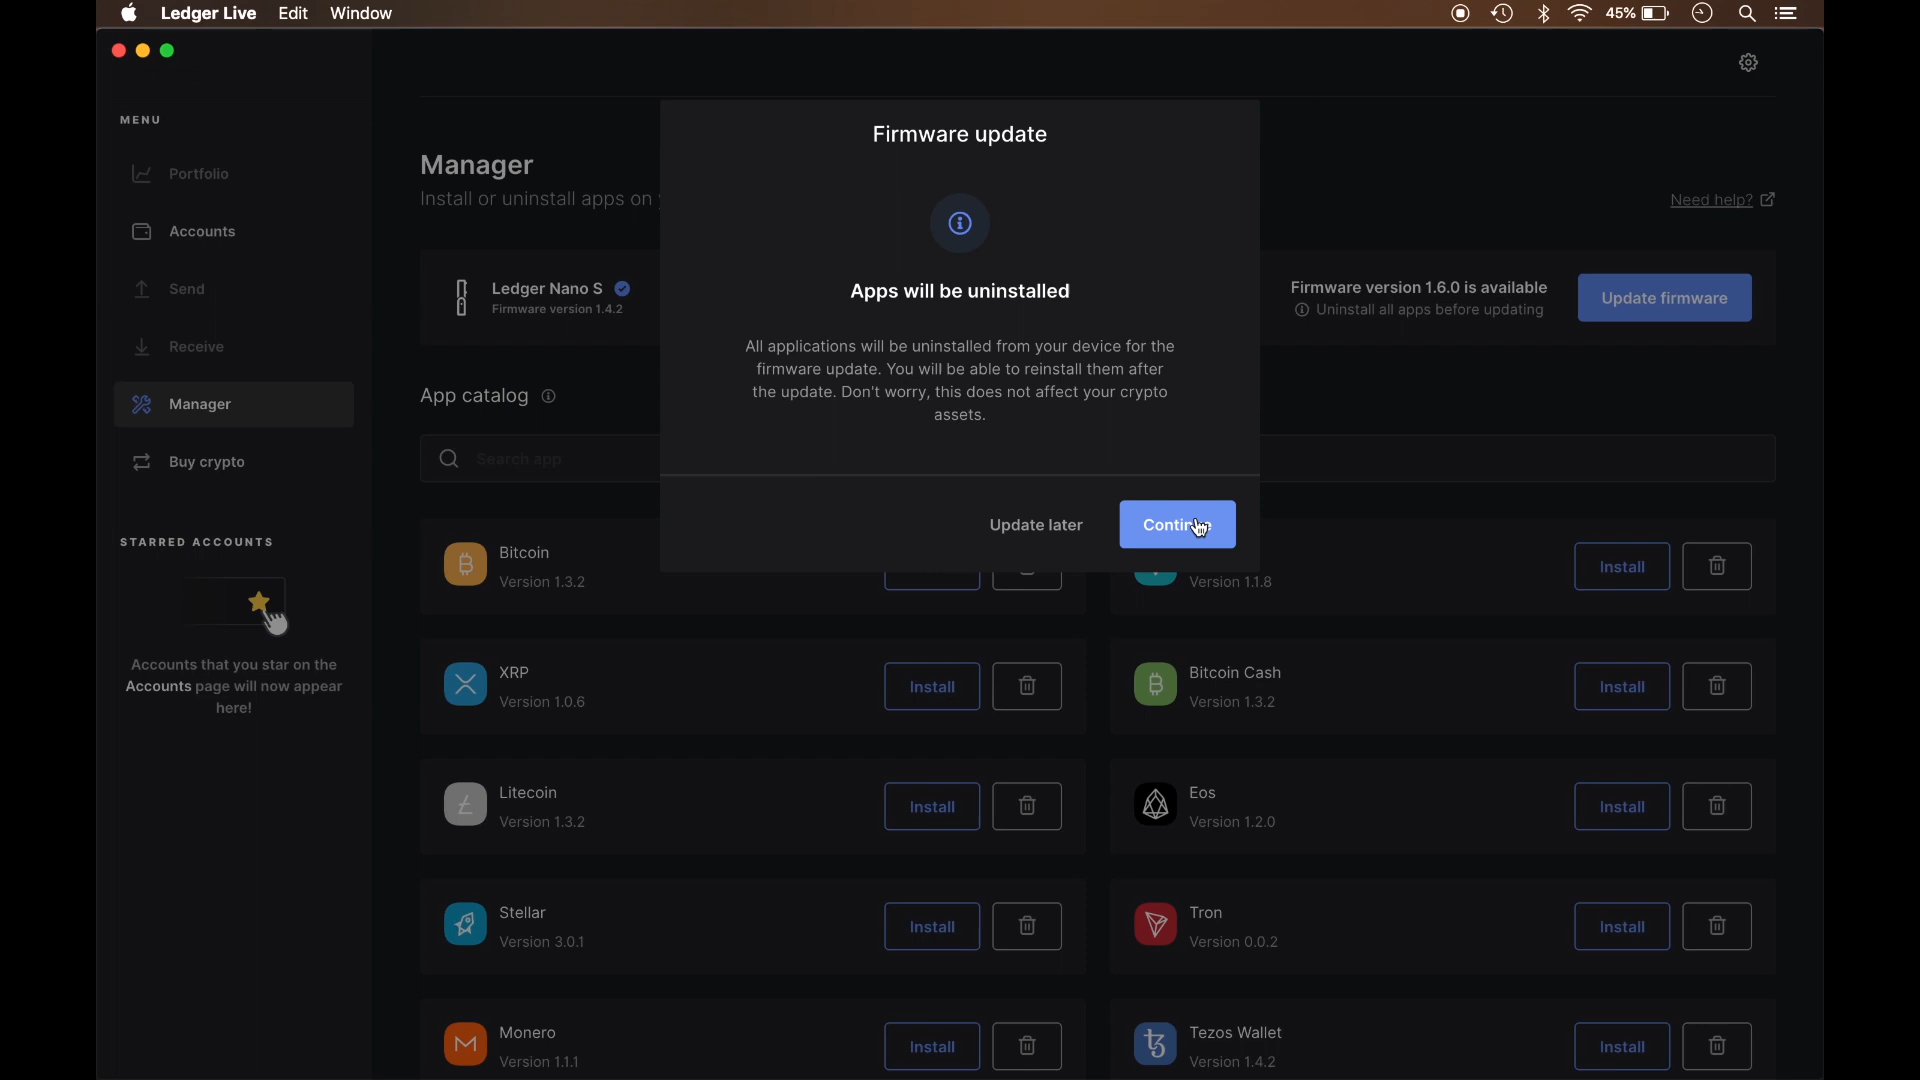 Ledger Live Edit Window
45%
MENU
Portfolio
Accounts
Send
Receive
Manager
Buy crypto
STARRED ACCOUNTS
Accounts that you star on the
Accounts page will now appear
here!
Manager
Install or uninstall apps on
Need help?
Ledger Nano S
Firmware version 1.4.2
Firmware version 1.6.0 is available
Uninstall all apps before updating
Update firmware
App catalog
Search app
Firmware update
Apps will be uninstalled
All applications will be uninstalled from your device for the
firmware update. You will be able to reinstall them after
the update. Don't worry, this does not affect your crypto
assets.
Update later
Continue
Bitcoin
Version 1.3.2
Version 1.1.8
Install
XRP
Version 1.0.6
Install
Bitcoin Cash
Version 1.3.2
Install
Litecoin
Version 1.3.2
Install
Eos
Version 1.2.0
Install
Stellar
Version 3.0.1
Install
Tron
Version 0.0.2
Install
Monero
Version 1.1.1
Install
Tezos Wallet
Version 1.4.2
Install